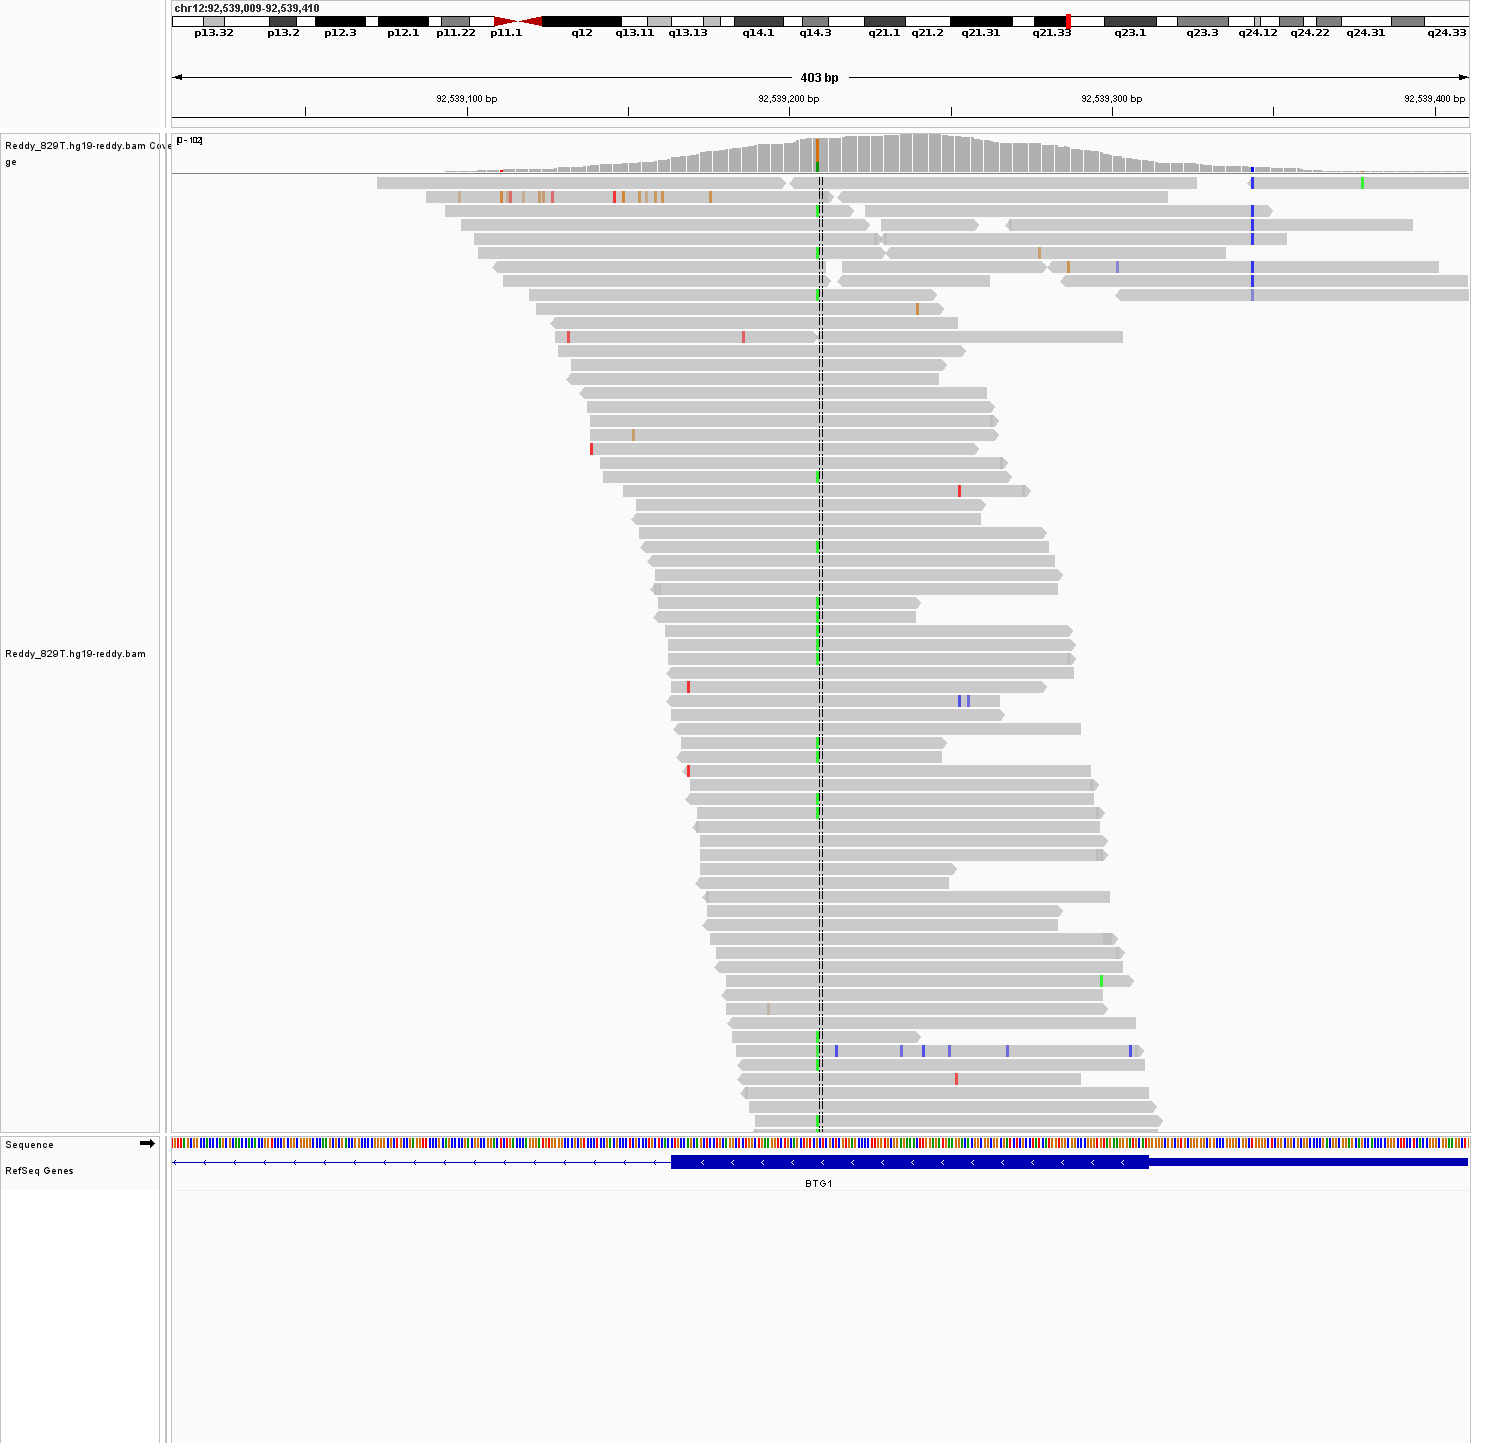 chr12:92,539,009-92,539,410
p13.32 p13.2 p12.3 p12.1 p11.22 p11.1 q12 q13.11 q13.13 q14.1 q14.3 q21.1 q21.2 q21.31 q21.33 q23.1 q23.3 q24.12 q24.22 q24.31 q24.33
403 bp
92,539,100 bp 92,539,200 bp 92,539,300 bp 92,539,400 bp
[0 - 102]
Reddy_829T.hg19-reddy.bam Cove
ge
Reddy_829T.hg19-reddy.bam
Sequence
RefSeq Genes
BTG1